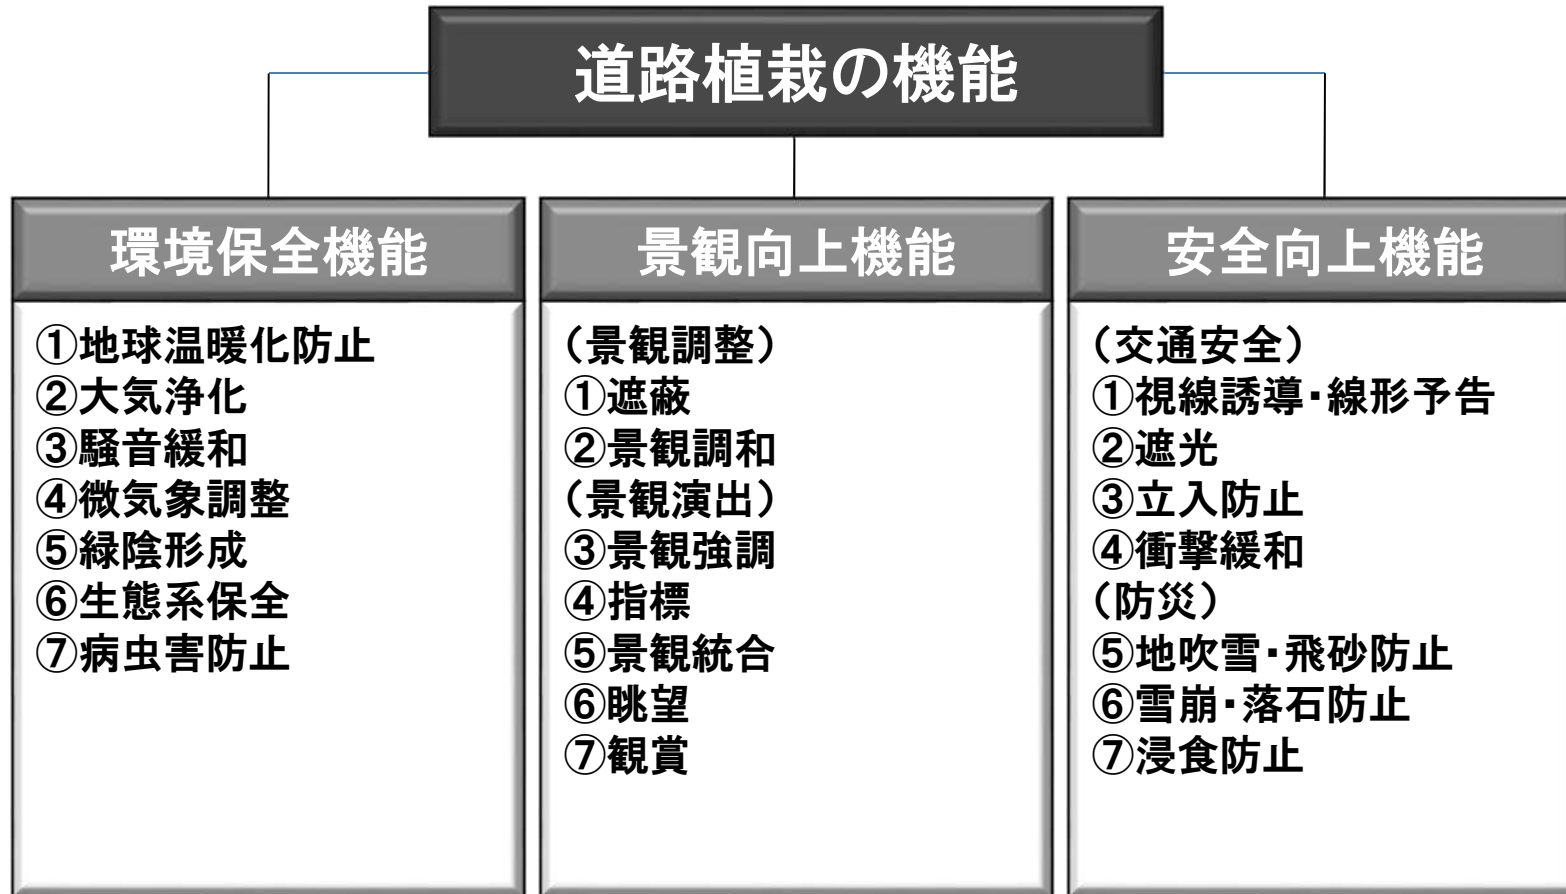 道路植栽の機能
環境保全機能
①地球温暖化防止
②大気浄化
③騒音緩和
④微気象調整
⑤緑陰形成
⑥生態系保全
⑦病虫害防止
景観向上機能
（景観調整）
①遮蔽
②景観調和
（景観演出）
③景観強調
④指標
⑤景観統合
⑥眺望
⑦観賞
安全向上機能
（交通安全）
①視線誘導・線形予告
②遮光
③立入防止
④衝撃緩和
（防災）
⑤地吹雪・飛砂防止
⑥雪崩・落石防止
⑦浸食防止